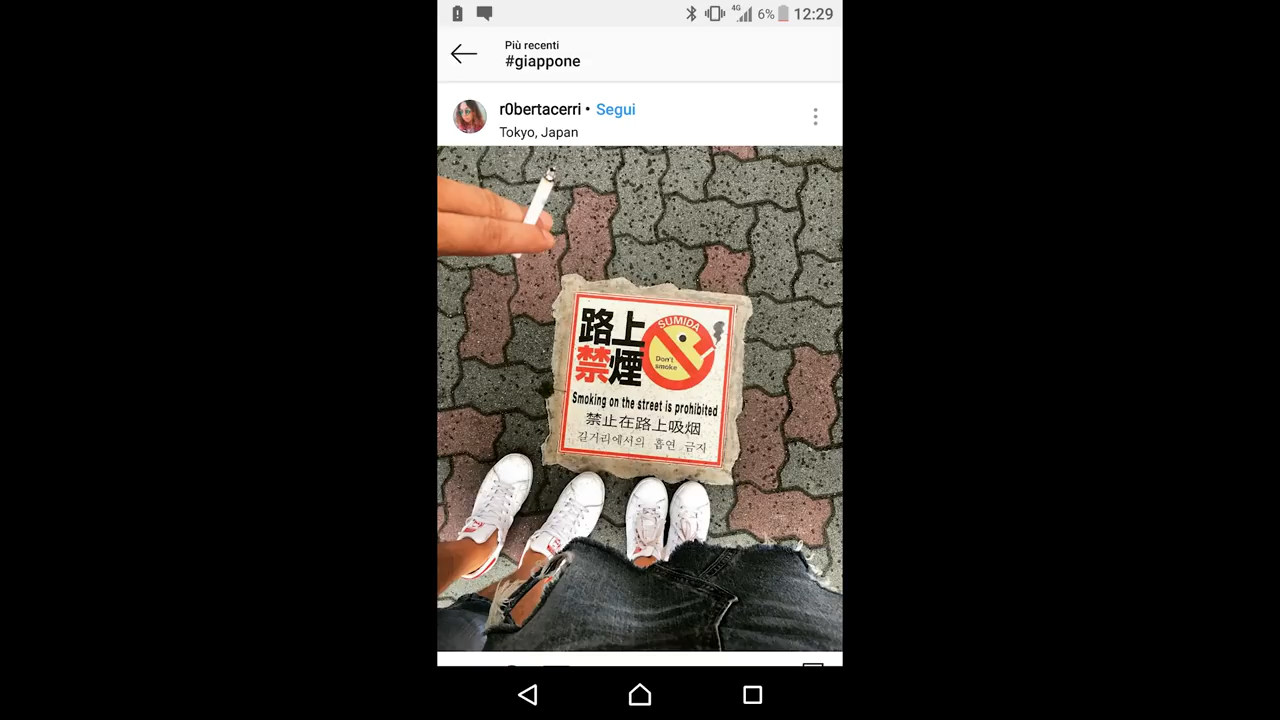 4G 6% 12:29
Più recenti
#giappone
r0bertacerri • Segui
Tokyo, Japan
路上
禁煙
SUMIDA
Don't
smoke
Smoking on the street is prohibited
禁止在路上吸烟
길거리에서의 흡연 금지